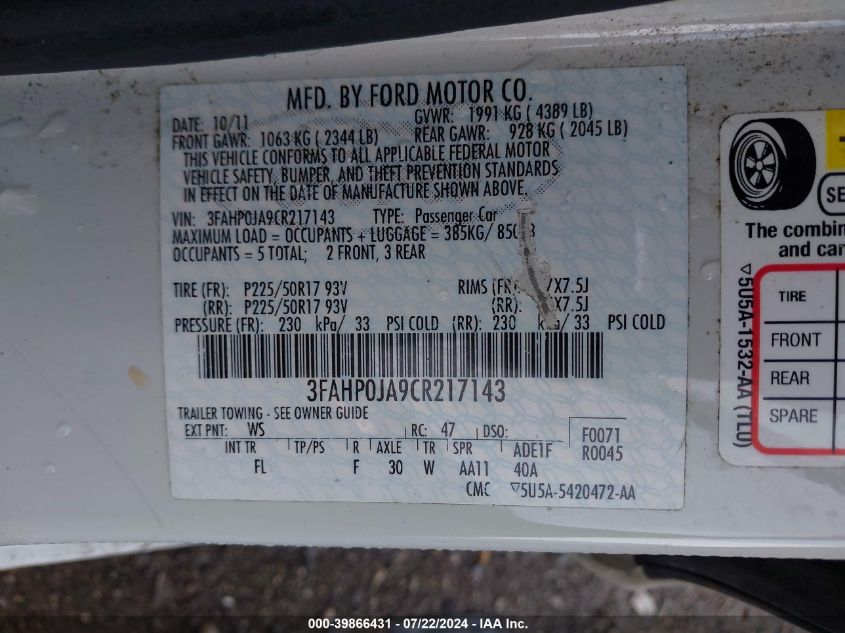 MFD. BY FORD MOTOR CO.
DATE: 10/11 GVWR: 1991 KG ( 4389 LB)
FRONT GAWR: 1063 KG ( 2344 LB) REAR GAWR: 928 KG ( 2045 LB)
THIS VEHICLE CONFORMS TO ALL APPLICABLE FEDERAL MOTOR
VEHICLE SAFETY, BUMPER, AND THEFT PREVENTION STANDARDS
IN EFFECT ON THE DATE OF MANUFACTURE SHOWN ABOVE.
VIN: 3FAHP0JA9CR217143 TYPE: Passenger Car
MAXIMUM LOAD = OCCUPANTS + LUGGAGE = 385KG/
OCCUPANTS = 5 TOTAL; 2 FRONT, 3 REAR
TIRE (FR): P225/50R17 93V RIMS (FR) X7.5J
(RR): P225/50R17 93V (RR): X7.5J
PRESSURE (FR): 230 kPa/ 33 PSI COLD (RR): 230 33 PSI COLD
3FAHP0JA9CR217143
TRAILER TOWING - SEE OWNER GUIDE
EXT PNT: WS RC: 47 DSO: F0071
R0045
INT TR TP/PS R AXLE TR SPR ADE1F
FL F 30 W AA11 40A
CMC ▽5U5A-5420472-AA
SE
The combin
and car
TIRE
FRONT
REAR
SPARE
▽5U5A-1532-AA (TLU)
000-39866431 - 07/22/2024 - IAA Inc.